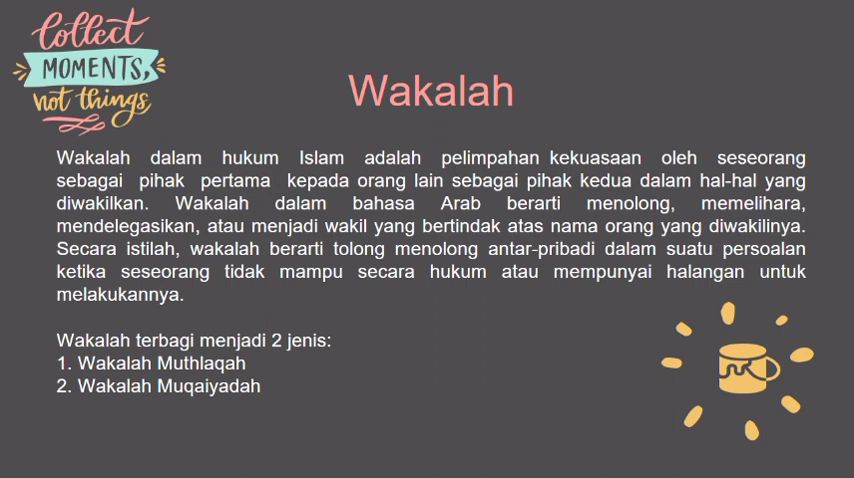 Collect
MOMENTS,
not things
Wakalah
Wakalah dalam hukum Islam adalah pelimpahan kekuasaan oleh seseorang
sebagai pihak pertama kepada orang lain sebagai pihak kedua dalam hal-hal yang
diwakilkan. Wakalah dalam bahasa Arab berarti menolong, memelihara,
mendelegasikan, atau menjadi wakil yang bertindak atas nama orang yang diwakilinya.
Secara istilah, wakalah berarti tolong menolong antar-pribadi dalam suatu persoalan
ketika seseorang tidak mampu secara hukum atau mempunyai halangan untuk
melakukannya.
Wakalah terbagi menjadi 2 jenis:
1. Wakalah Muthlaqah
2. Wakalah Muqaiyadah